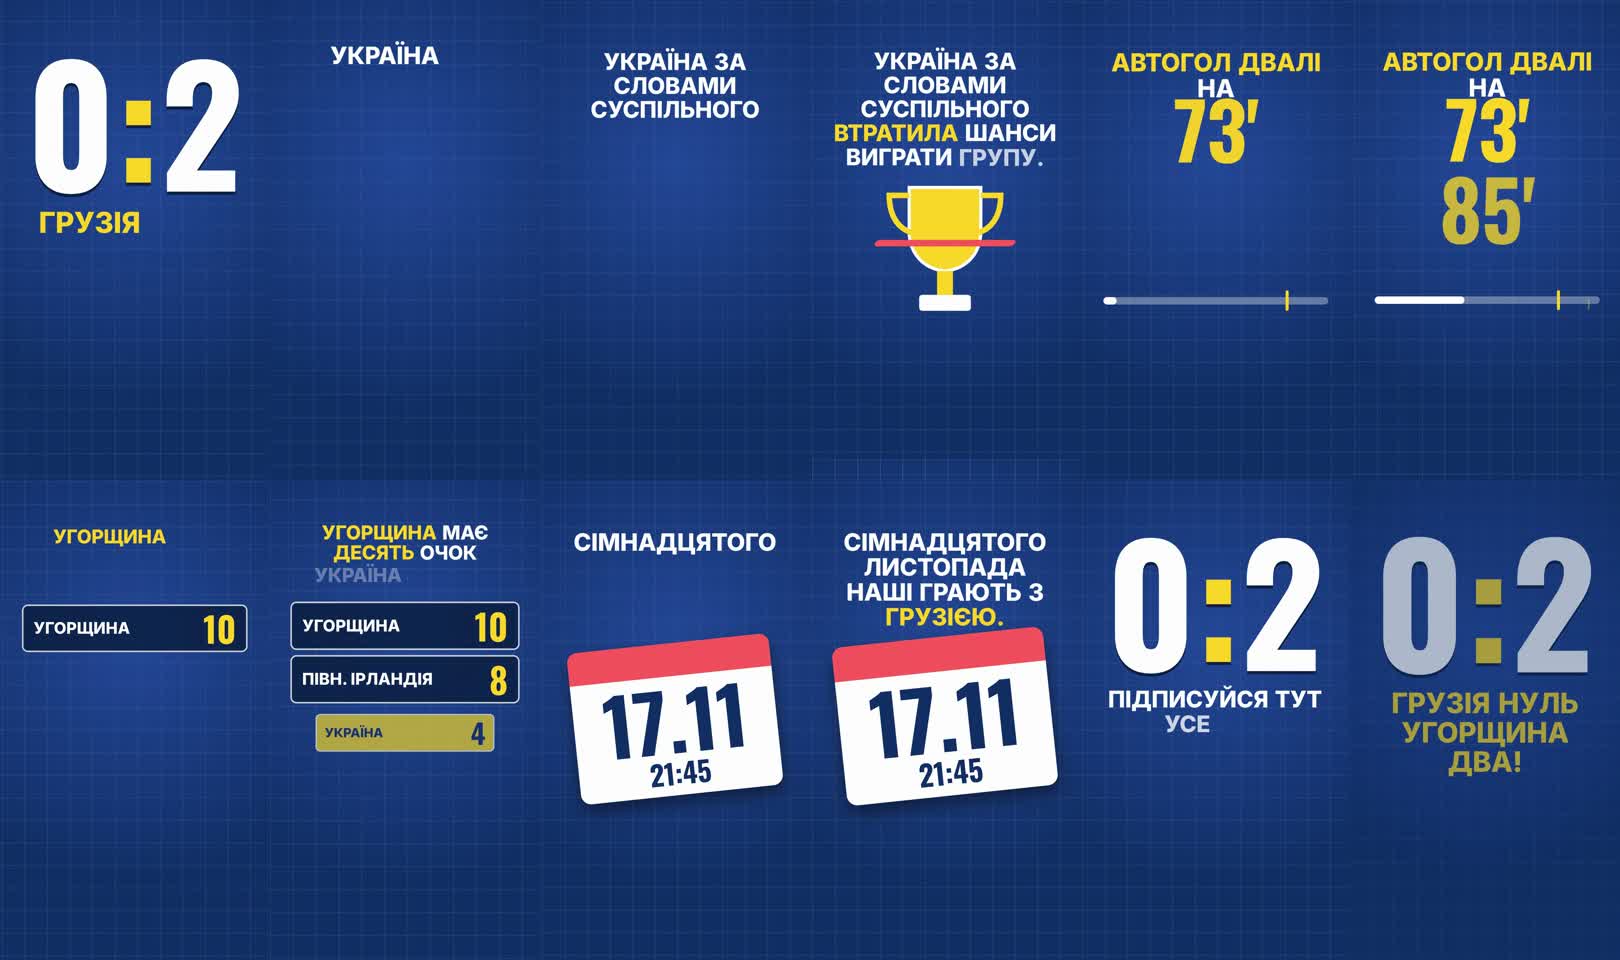 0:2
ГРУЗІЯ
УКРАЇНА
УКРАЇНА ЗА
СЛОВАМИ
СУСПІЛЬНОГО
УКРАЇНА ЗА
СЛОВАМИ
СУСПІЛЬНОГО
ВТРАТИЛА ШАНСИ
ВИГРАТИ ГРУПУ.
АВТОГОЛ ДВАЛІ
НА
73'
АВТОГОЛ ДВАЛІ
НА
73'
85'
УГОРЩИНА
УГОРЩИНА 10
УГОРЩИНА МАЄ
ДЕСЯТЬ ОЧОК
УКРАЇНА
УГОРЩИНА 10
ПІВН. ІРЛАНДІЯ 8
УКРАЇНА 4
СІМНАДЦЯТОГО
17.11
21:45
СІМНАДЦЯТОГО
ЛИСТОПАДА
НАШІ ГРАЮТЬ З
ГРУЗІЄЮ.
17.11
21:45
0:2
ПІДПИСУЙСЯ ТУТ
УСЕ
0:2
ГРУЗІЯ НУЛЬ
УГОРЩИНА
ДВА!